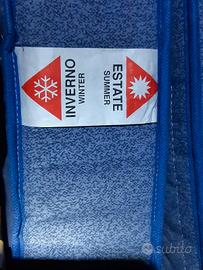 INVERNO
WINTER
ESTATE
SUMMER
subito